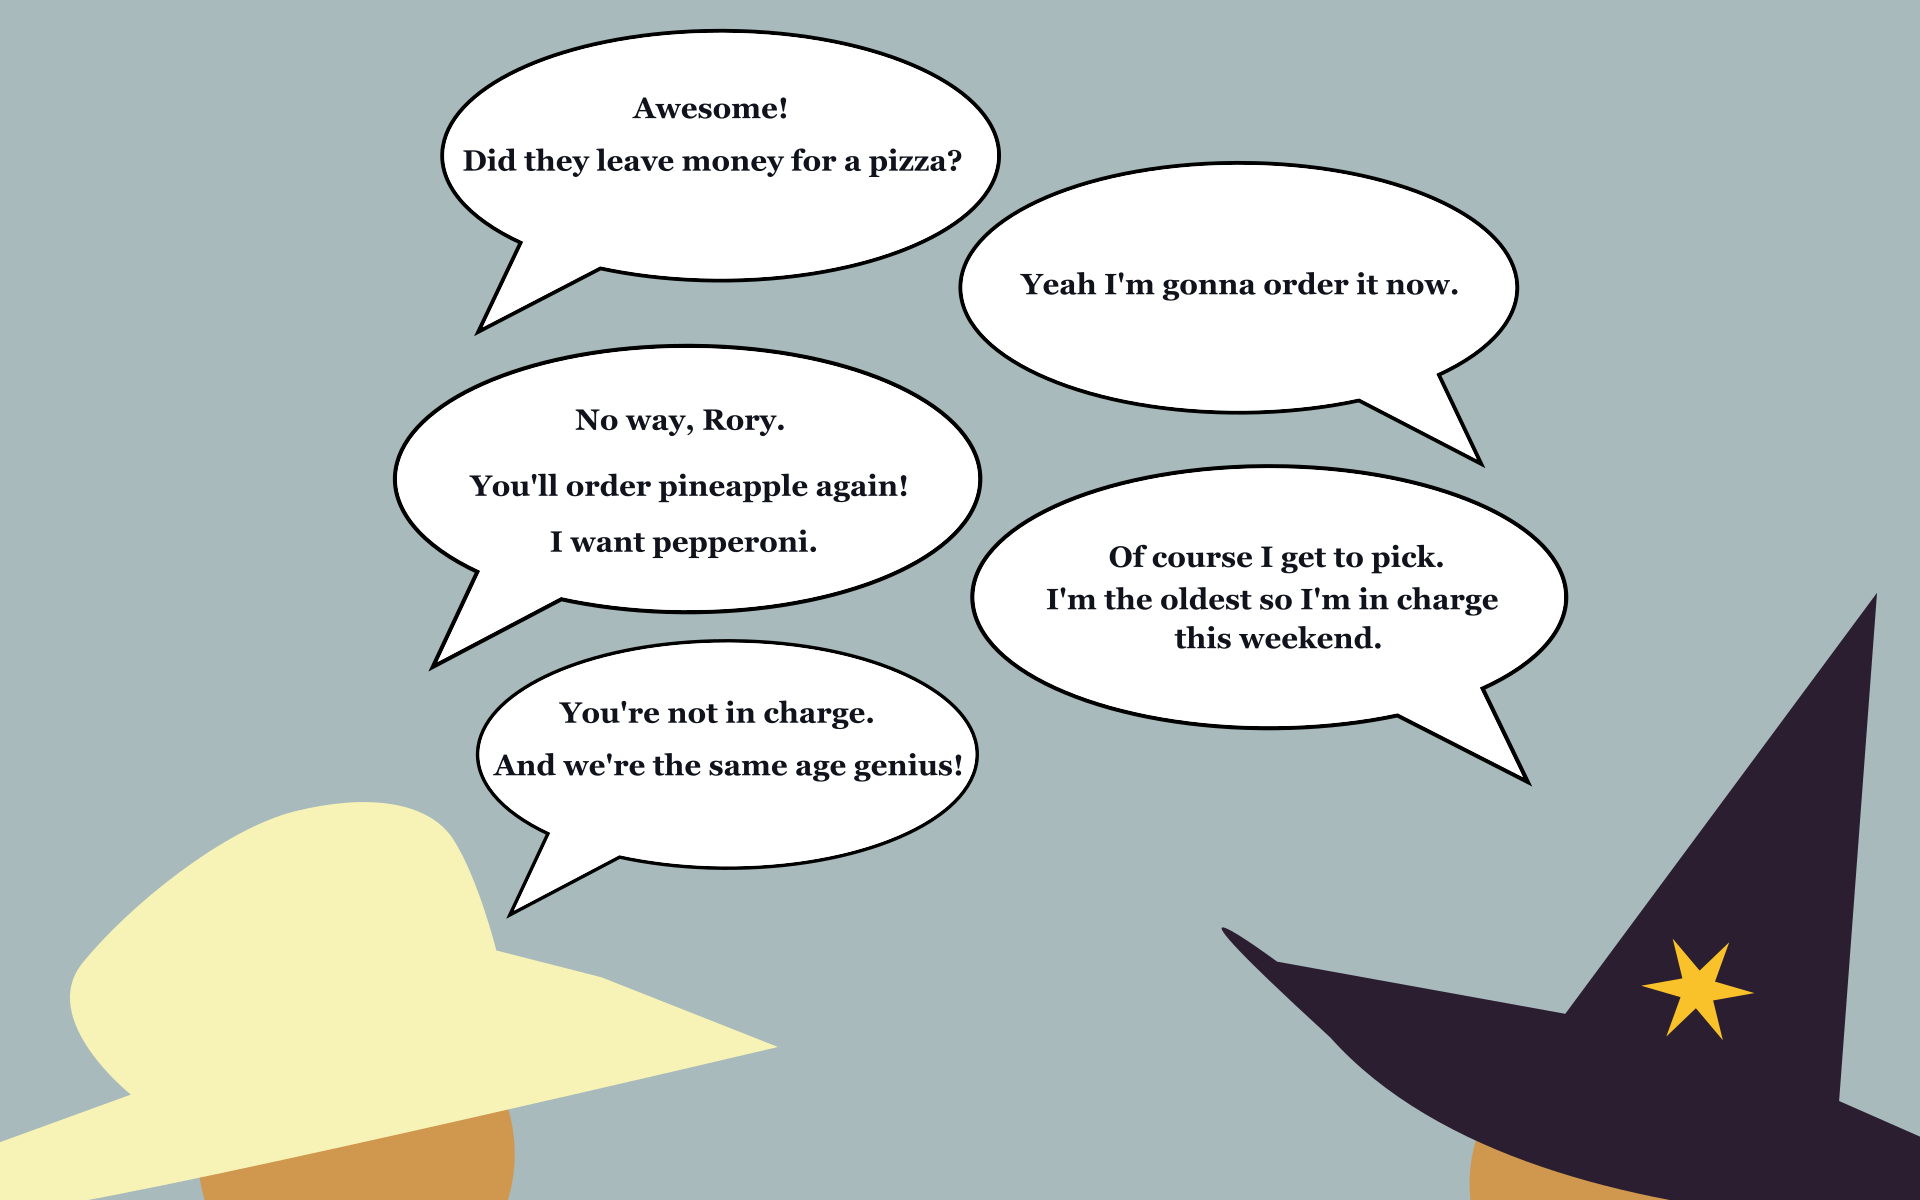 Awesome!
Did they leave money for a pizza?
Yeah I'm gonna order it now.
No way, Rory.
You'll order pineapple again!
I want pepperoni.
Of course I get to pick.
I'm the oldest so I'm in charge
this weekend.
You're not in charge.
And we're the same age genius!